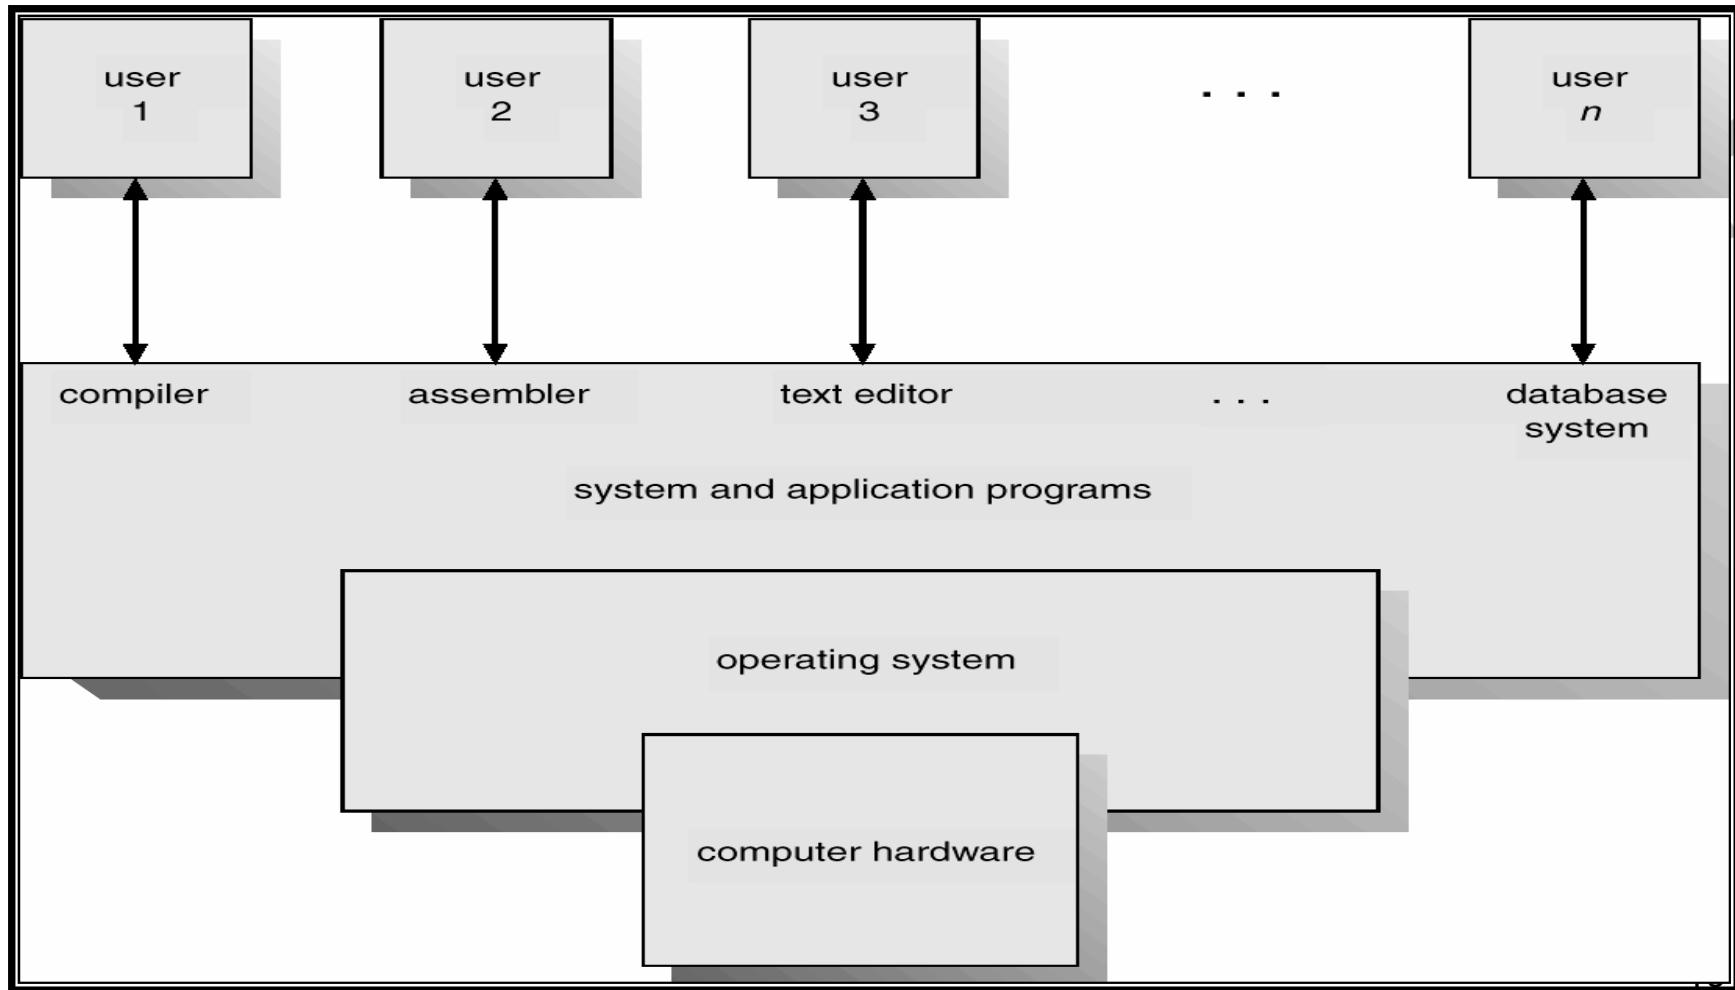 user
1
user
2
user
3
. . .
user
n
compiler
assembler
text editor
. . .
database
system
system and application programs
operating system
computer hardware